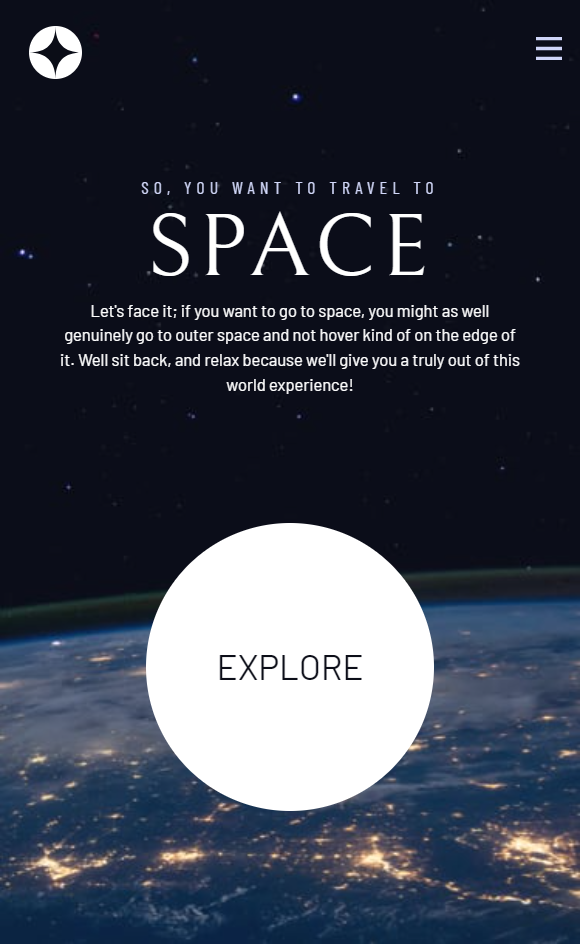 SO, YOU WANT TO TRAVEL TO
SPACE
Let's face it; if you want to go to space, you might as well
genuinely go to outer space and not hover kind of on the edge of
it. Well sit back, and relax because we'll give you a truly out of this
world experience!
EXPLORE